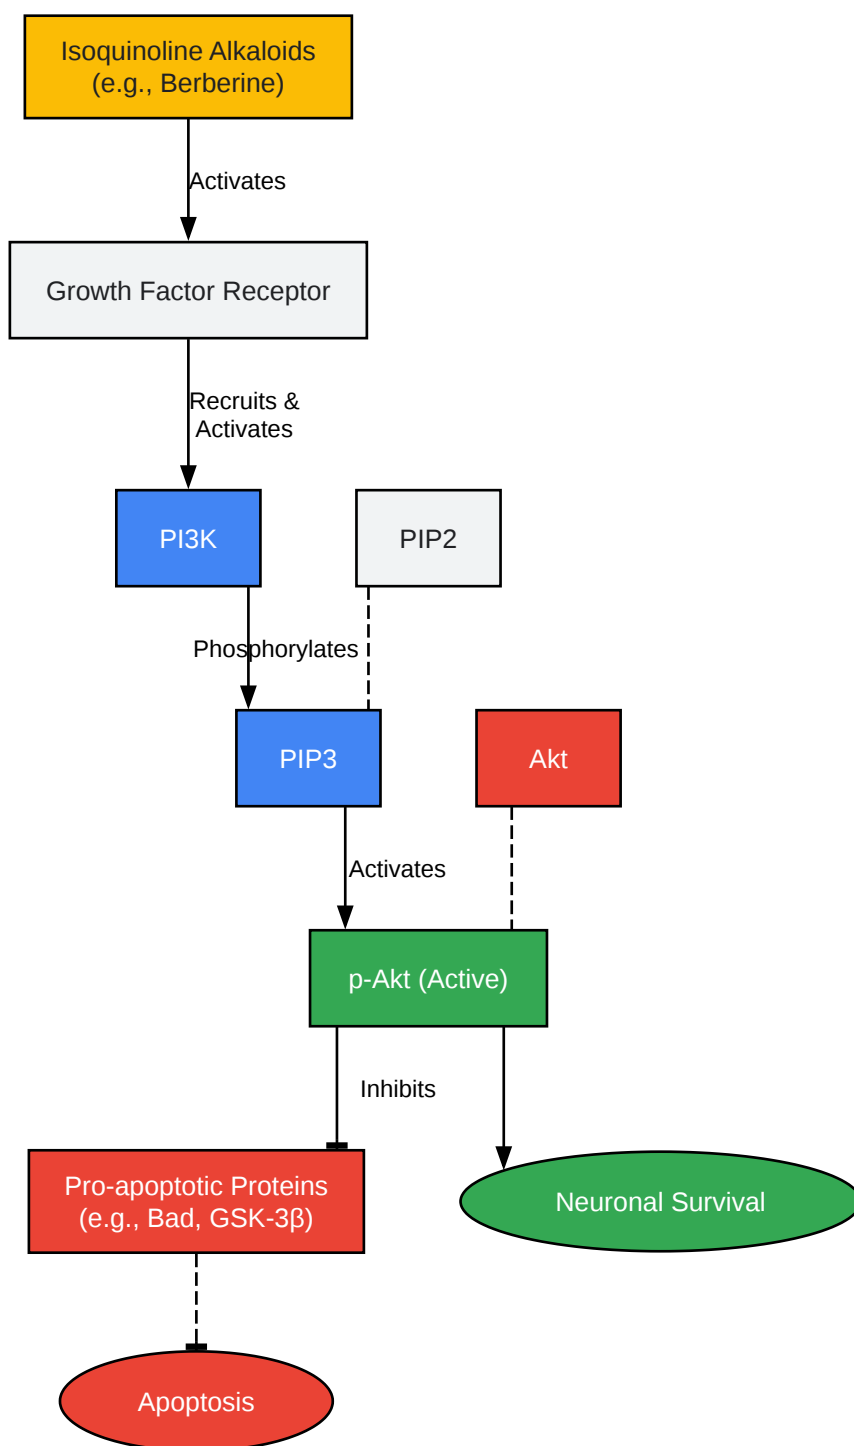 Isoquinoline Alkaloids
(e.g., Berberine)
Activates
Growth Factor Receptor
Recruits &
Activates
PI3K
PIP2
Phosphorylates
PIP3
Akt
Activates
p-Akt (Active)
Inhibits
Pro-apoptotic Proteins
(e.g., Bad, GSK-3β)
Neuronal Survival
Apoptosis